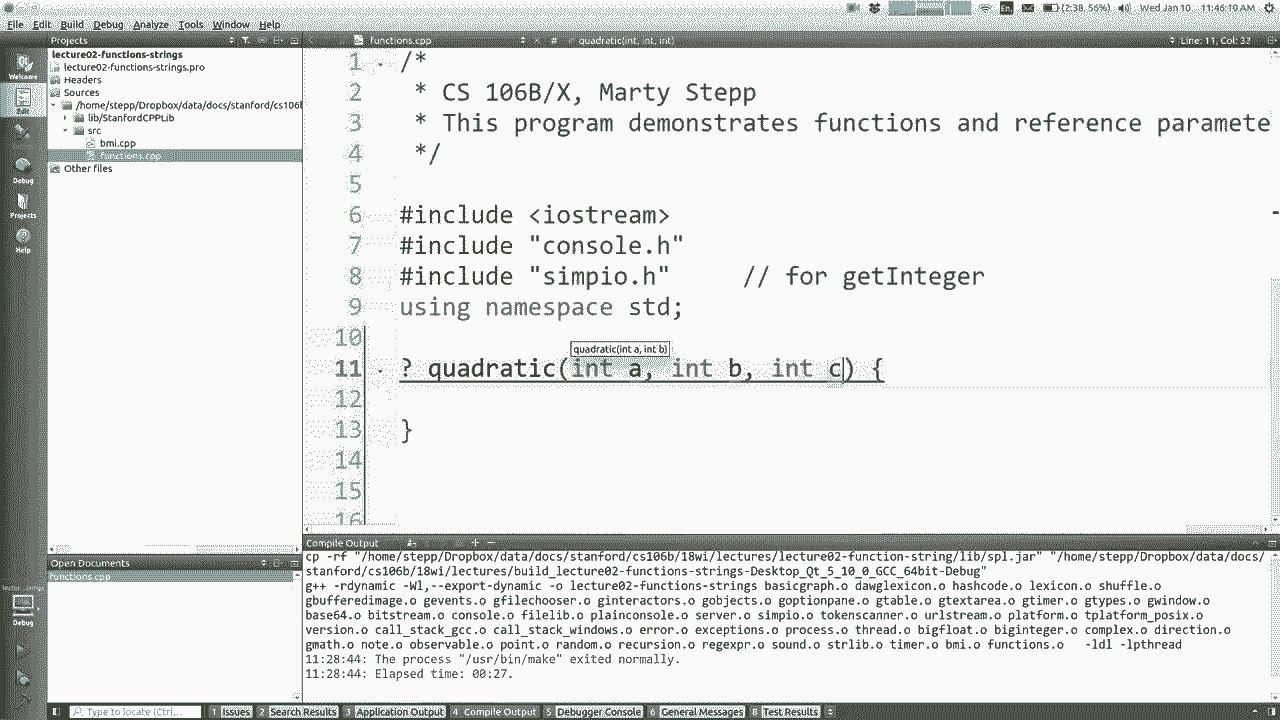 (2:38, 56%) Wed Jan 10 11:46:19 AM
File Edit Build Debug Analyze Tools Window Help
Projects functions.cpp # quadratic(int, int, int) Line: 11, Col: 32
Welcome
Debug
Projects
Help
Debug
lecture02-functions-strings
lecture02-functions-strings.pro
Headers
Sources
/home/stepp/Dropbox/data/docs/stanford/cs106l
lib/StanfordCPPLib
src
bmi.cpp
functions.cpp
Other files
1 /*
2 * CS 106B/X, Marty Stepp
3 * This program demonstrates functions and reference paramete
4 */
5
6 #include <iostream>
7 #include "console.h"
8 #include "simpio.h" // for getInteger
9 using namespace std;
10
quadratic(int a, int b)
11 ? quadratic(int a, int b, int c) {
12
13 }
14
15
16
Open Documents
functions.cpp
Compile Output
cp -rf "/home/stepp/Dropbox/data/docs/stanford/cs106b/18wi/lectures/lecture02-function-string/lib/spl.jar" "/home/stepp/Dropbox/data/docs/
stanford/cs106b/18wi/lectures/build_lecture02-functions-strings-Desktop_Qt_5_10_0_GCC_64bit-Debug"
g++ -rdynamic -Wl,--export-dynamic -o lecture02-functions-strings basicgraph.o dawglexicon.o hashcode.o lexicon.o shuffle.o
gbufferedimage.o gevents.o gfilechooser.o ginteractors.o gobjects.o goptionpane.o gtable.o gtextarea.o gtimer.o gtypes.o gwindow.o
base64.o bitstream.o console.o filelib.o plainconsole.o server.o simpio.o tokenscanner.o urlstream.o platform.o tplatform_posix.o
version.o call_stack_gcc.o call_stack_windows.o error.o exceptions.o process.o thread.o bigfloat.o biginteger.o complex.o direction.o
gmath.o note.o observable.o point.o random.o recursion.o regexpr.o sound.o strlib.o timer.o bmi.o functions.o -ldl -lpthread
11:28:44: The process "/usr/bin/make" exited normally.
11:28:44: Elapsed time: 00:27.
Type to locate (Ctrl... 1 Issues 2 Search Results 3 Application Output 4 Compile Output 5 Debugger Console 6 General Messages 8 Test Results